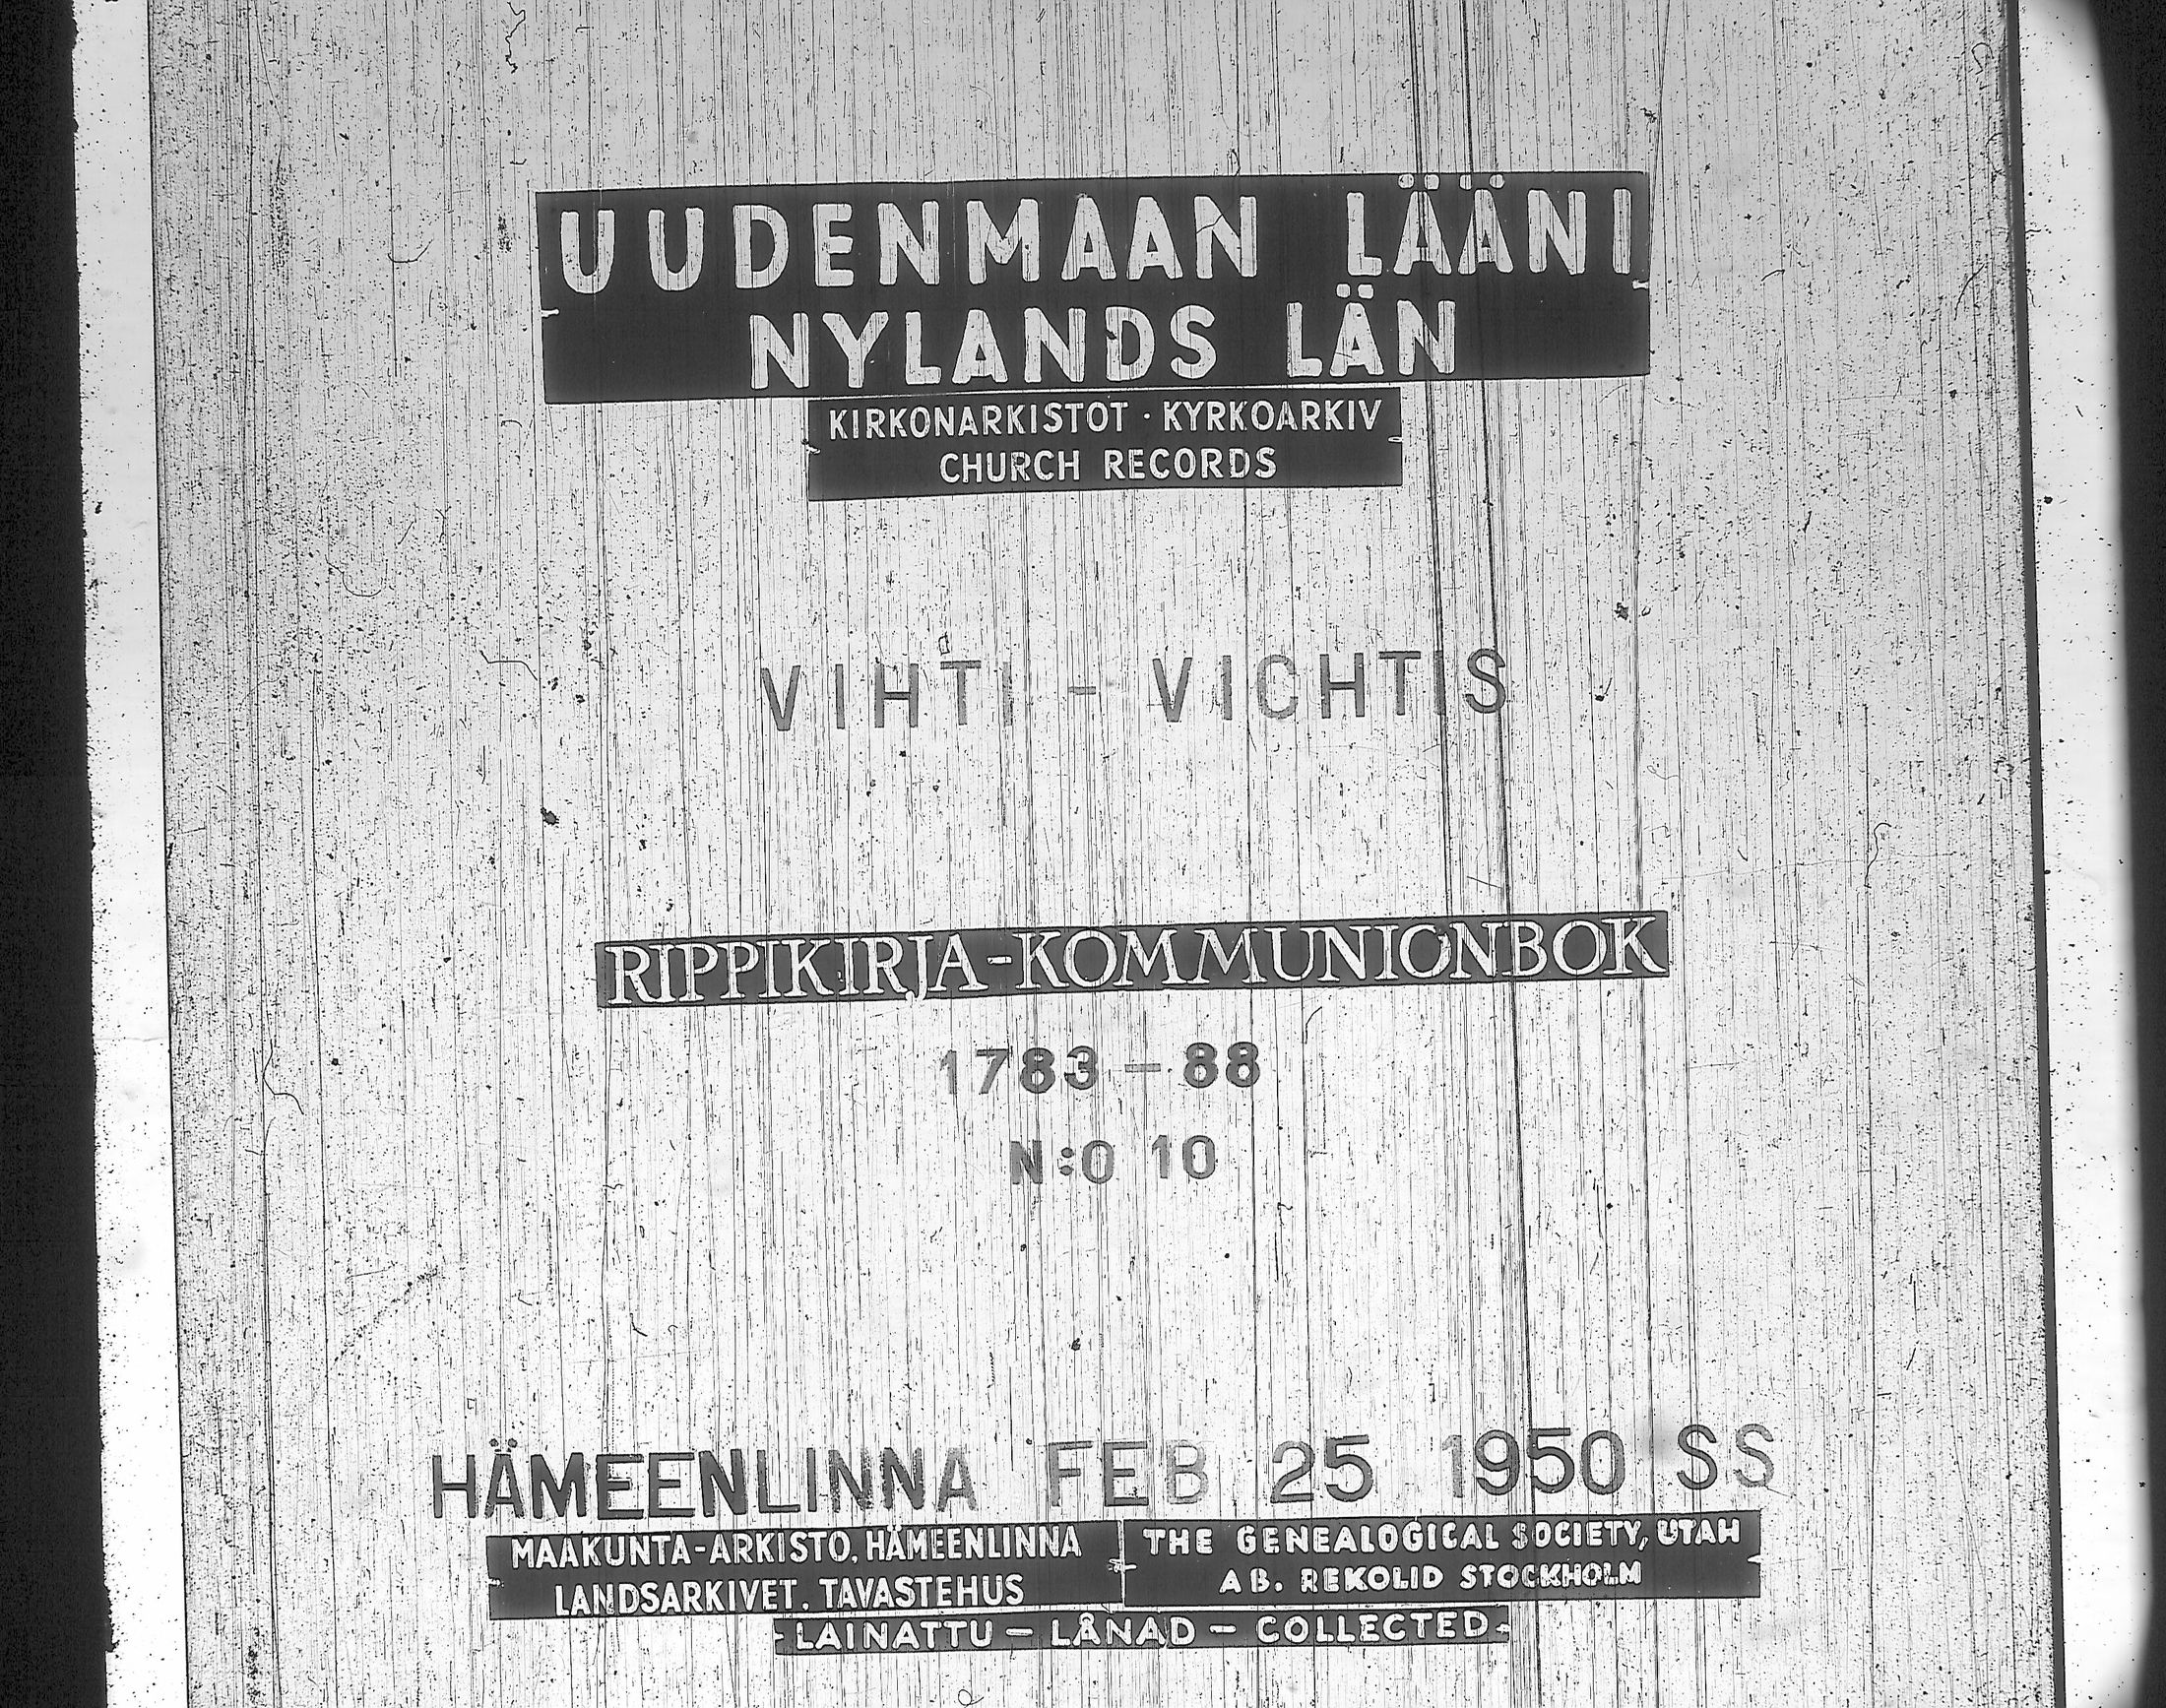 UUDENMAAN LÄÄNI
NYLANDS LÄN
KIRKONARKISTOT · KYRKOARKIV
CHURCH RECORDS
VIHTI - VICHTIS
RIPPIKIRJA-KOMMUNIONBOK
1783 - 88
N:O 10
HÄMEENLINNA FEB 25 1950 SS
MAAKUNTA-ARKISTO, HÄMEENLINNA
LANDSARKIVET, TAVASTEHUS
THE GENEALOGICAL SOCIETY, UTAH
AB. REKOLID STOCKHOLM
LAINATTU - LÅNAD - COLLECTED